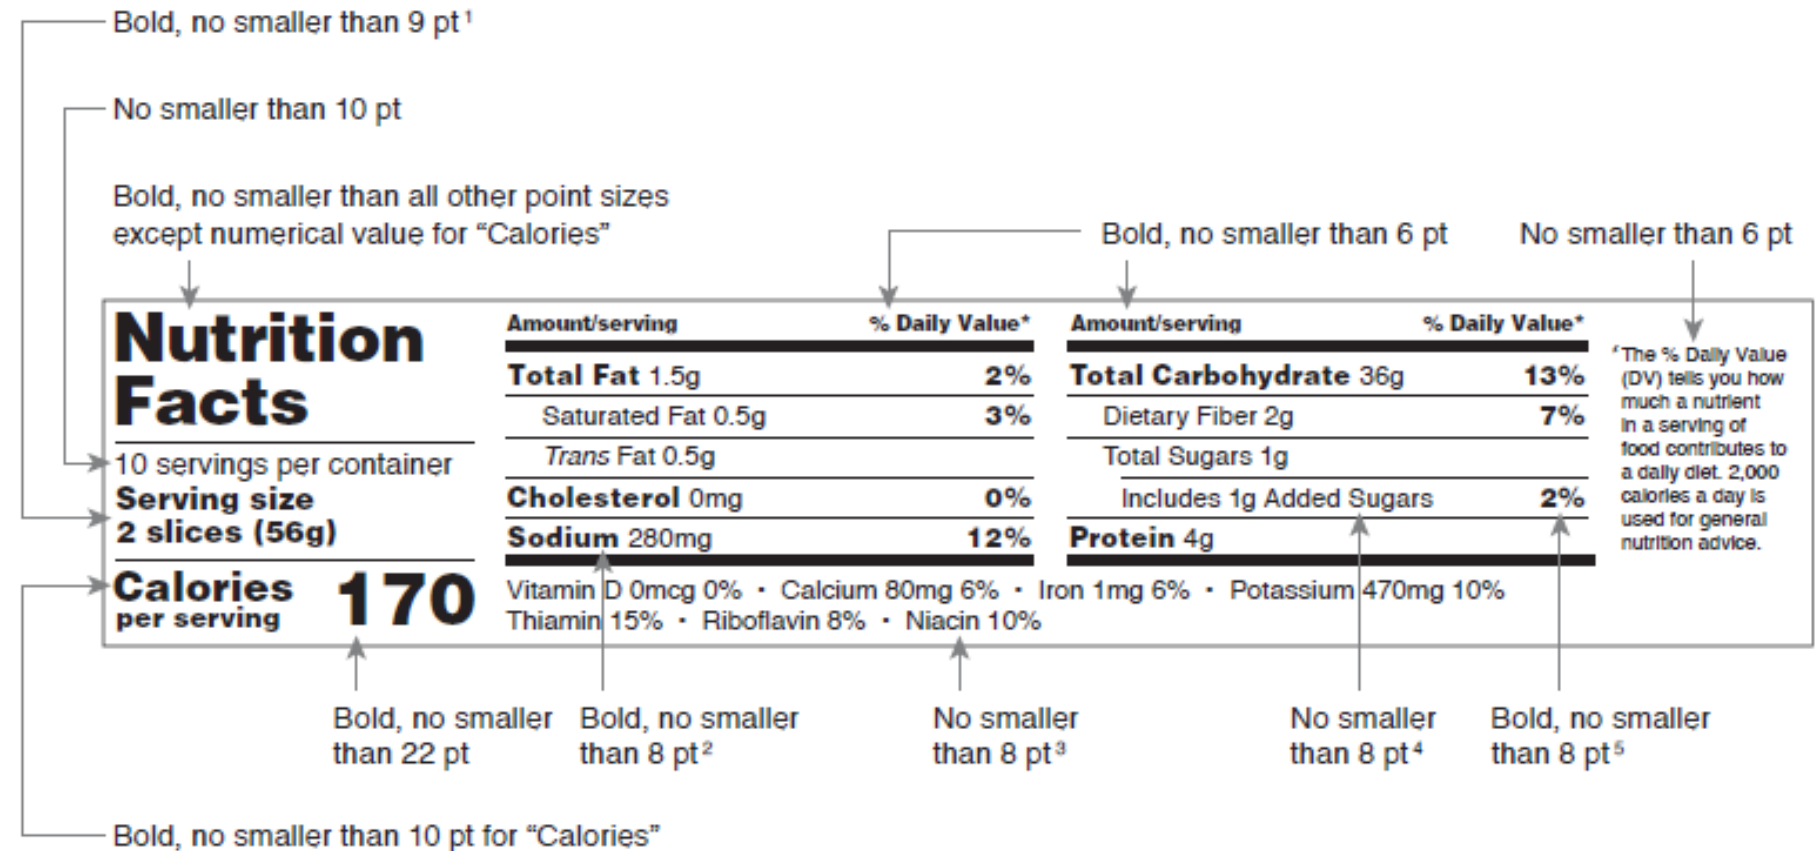 Bold, no smaller than 9 pt¹
No smaller than 10 pt
Bold, no smaller than all other point sizes
except numerical value for “Calories”
Bold, no smaller than 6 pt
No smaller than 6 pt
Nutrition
Facts
10 servings per container
Serving size
2 slices (56g)
Calories
per serving
170
Amount/serving % Daily Value*
Total Fat 1.5g 2%
Saturated Fat 0.5g 3%
Trans Fat 0.5g
Cholesterol 0mg 0%
Sodium 280mg 12%
Amount/serving % Daily Value*
Total Carbohydrate 36g 13%
Dietary Fiber 2g 7%
Total Sugars 1g
Includes 1g Added Sugars 2%
Protein 4g
Vitamin D 0mcg 0% • Calcium 80mg 6% • Iron 1mg 6% • Potassium 470mg 10%
Thiamin 15% • Riboflavin 8% • Niacin 10%
*The % Daily Value
(DV) tells you how
much a nutrient
in a serving of
food contributes to
a daily diet. 2,000
calories a day is
used for general
nutrition advice.
Bold, no smaller
than 22 pt
Bold, no smaller
than 8 pt²
No smaller
than 8 pt³
No smaller
than 8 pt⁴
Bold, no smaller
than 8 pt⁵
Bold, no smaller than 10 pt for “Calories”